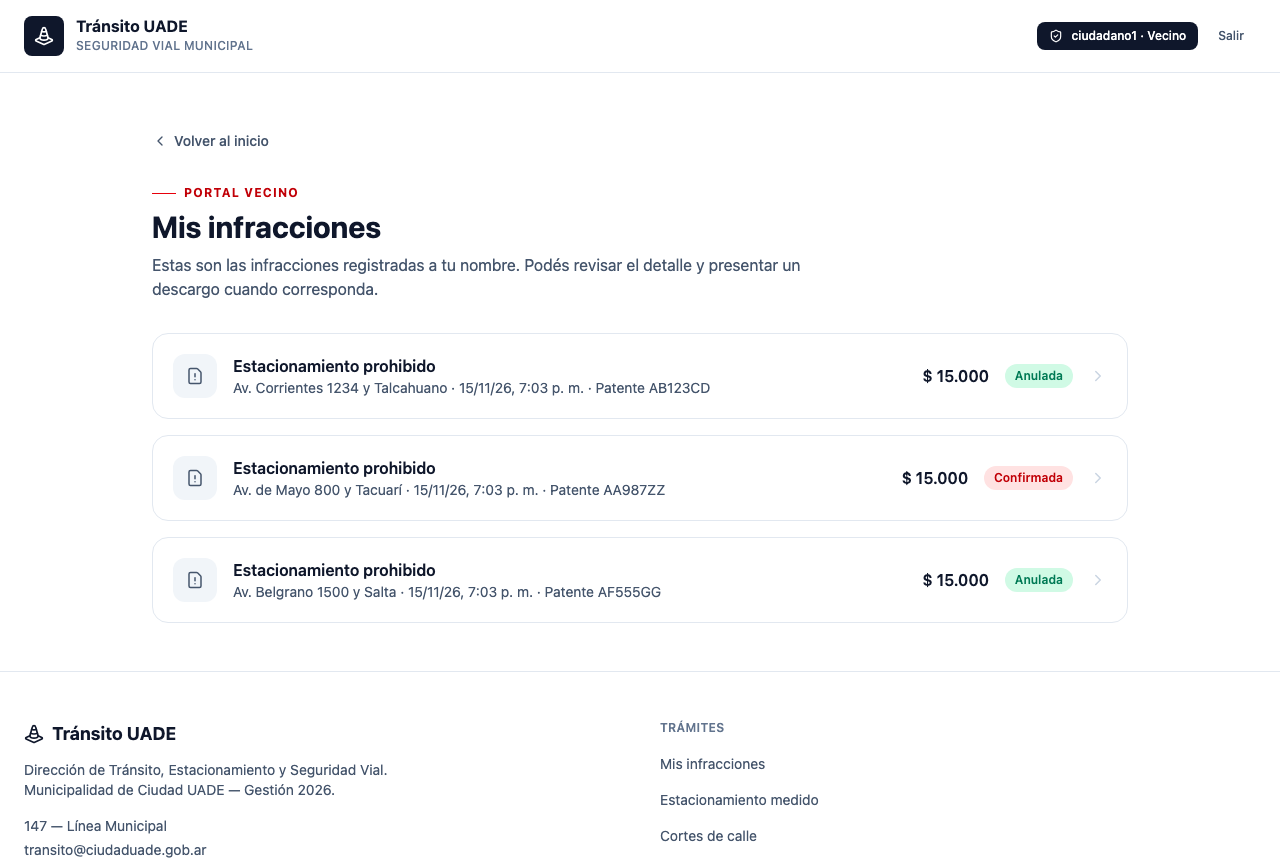 Tránsito UADE
SEGURIDAD VIAL MUNICIPAL
ciudadano1 · Vecino
Salir
Volver al inicio
PORTAL VECINO
Mis infracciones
Estas son las infracciones registradas a tu nombre. Podés revisar el detalle y presentar un
descargo cuando corresponda.
Estacionamiento prohibido
Av. Corrientes 1234 y Talcahuano · 15/11/26, 7:03 p. m. · Patente AB123CD
$ 15.000
Anulada
Estacionamiento prohibido
Av. de Mayo 800 y Tacuarí · 15/11/26, 7:03 p. m. · Patente AA987ZZ
$ 15.000
Confirmada
Estacionamiento prohibido
Av. Belgrano 1500 y Salta · 15/11/26, 7:03 p. m. · Patente AF555GG
$ 15.000
Anulada
Tránsito UADE
Dirección de Tránsito, Estacionamiento y Seguridad Vial.
Municipalidad de Ciudad UADE — Gestión 2026.
147 — Línea Municipal
transito@ciudaduade.gob.ar
TRÁMITES
Mis infracciones
Estacionamiento medido
Cortes de calle